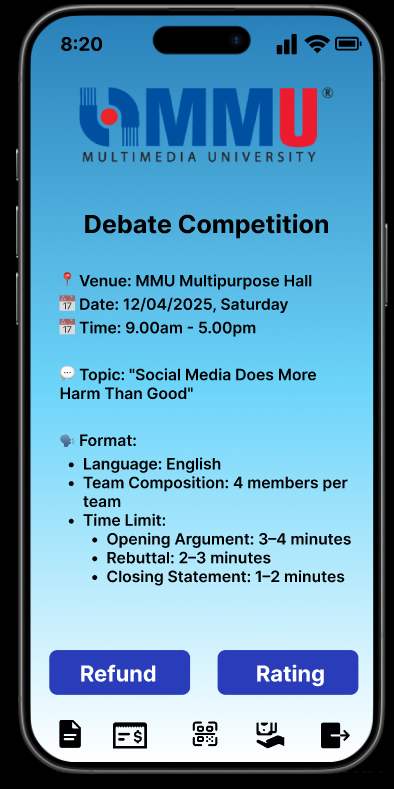 8:20
MMU®
MULTIMEDIA UNIVERSITY
Debate Competition
📍 Venue: MMU Multipurpose Hall
📅 Date: 12/04/2025, Saturday
📅 Time: 9.00am - 5.00pm
💬 Topic: "Social Media Does More
Harm Than Good"
🗣️ Format:
• Language: English
• Team Composition: 4 members per
team
• Time Limit:
• Opening Argument: 3–4 minutes
• Rebuttal: 2–3 minutes
• Closing Statement: 1–2 minutes
Refund Rating